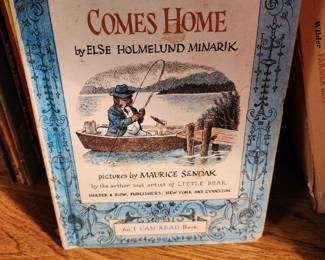 COMES HOME
by ELSE HOLMELUND MINARIK
pictures by MAURICE SENDAK
by the author and artist of LITTLE BEAR
HARPER & ROW, PUBLISHERS, NEW YORK AND EVANSTON
An I CAN READ Book
Wilder